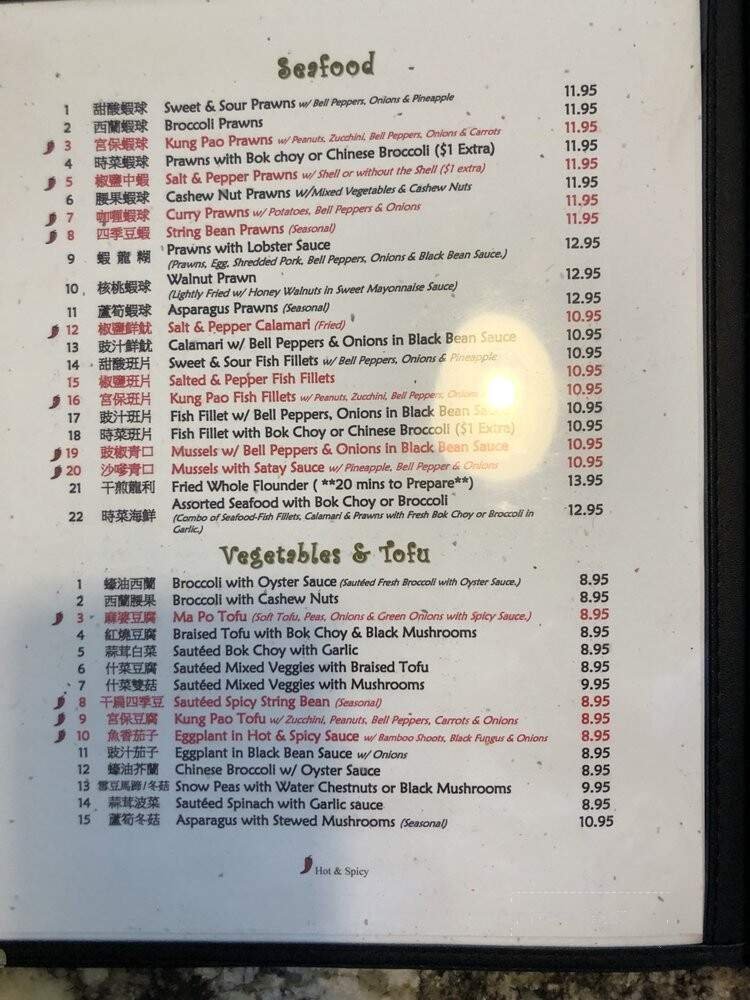 Seafood
1 甜酸蝦球 Sweet & Sour Prawns w/ Bell Peppers, Onions & Pineapple 11.95
2 西蘭蝦球 Broccoli Prawns 11.95
3 宮保蝦球 Kung Pao Prawns w/ Peanuts, Zucchini, Bell Peppers, Onions & Carrots 11.95
4 時菜蝦球 Prawns with Bok choy or Chinese Broccoli ($1 Extra) 11.95
5 椒鹽中蝦 Salt & Pepper Prawns w/ Shell or without the Shell ($1 extra) 11.95
6 腰果蝦球 Cashew Nut Prawns w/Mixed Vegetables & Cashew Nuts 11.95
7 咖喱蝦球 Curry Prawns w/ Potatoes, Bell Peppers & Onions 11.95
8 四季豆蝦 String Bean Prawns (Seasonal) 11.95
9 蝦龍糊 Prawns with Lobster Sauce 12.95
(Prawns, Egg, Shredded Pork, Bell Peppers, Onions & Black Bean Sauce.)
10 核桃蝦球 Walnut Prawn 12.95
(Lightly Fried w/ Honey Walnuts in Sweet Mayonnaise Sauce)
11 蘆筍蝦球 Asparagus Prawns (Seasonal) 12.95
12 椒鹽鮮魷 Salt & Pepper Calamari (Fried) 10.95
13 豉汁鮮魷 Calamari w/ Bell Peppers & Onions in Black Bean Sauce 10.95
14 甜酸班片 Sweet & Sour Fish Fillets w/ Bell Peppers, Onions & Pineapple 10.95
15 椒鹽班片 Salted & Pepper Fish Fillets 10.95
16 宮保班片 Kung Pao Fish Fillets w/ Peanuts, Zucchini, Bell Peppers, Onions 10.95
17 豉汁班片 Fish Fillet w/ Bell Peppers, Onions in Black Bean 10.95
18 時菜班片 Fish Fillet with Bok Choy or Chinese Broccoli ($1 Extra) 10.95
19 豉椒青口 Mussels w/ Bell Peppers & Onions in Black Bean Sauce 10.95
20 沙嗲青口 Mussels with Satay Sauce w/ Pineapple, Bell Pepper & Onions 10.95
21 干煎龍利 Fried Whole Flounder ( **20 mins to Prepare**) 13.95
22 時菜海鮮 Assorted Seafood with Bok Choy or Broccoli 12.95
(Combo of Seafood-Fish Fillets, Calamari & Prawns with Fresh Bok Choy or Broccoli in
Garlic.)
Vegetables & Tofu
1 蠔油西蘭 Broccoli with Oyster Sauce (Sautéed Fresh Broccoli with Oyster Sauce.) 8.95
2 西蘭腰果 Broccoli with Cashew Nuts 8.95
3 麻婆豆腐 Ma Po Tofu (Soft Tofu, Peas, Onions & Green Onions with Spicy Sauce.) 8.95
4 紅燒豆腐 Braised Tofu with Bok Choy & Black Mushrooms 8.95
5 蒜茸白菜 Sautéed Bok Choy with Garlic 8.95
6 什菜豆腐 Sautéed Mixed Veggies with Braised Tofu 8.95
7 什菜雙菇 Sautéed Mixed Veggies with Mushrooms 9.95
8 干扁四季豆 Sautéed Spicy String Bean (Seasonal) 8.95
9 宮保豆腐 Kung Pao Tofu w/ Zucchini, Peanuts, Bell Peppers, Carrots & Onions 8.95
10 魚香茄子 Eggplant in Hot & Spicy Sauce w/ Bamboo Shoots, Black Fungus & Onions 8.95
11 豉汁茄子 Eggplant in Black Bean Sauce w/ Onions 8.95
12 蠔油芥蘭 Chinese Broccoli w/ Oyster Sauce 8.95
13 雪豆馬蹄/冬菇 Snow Peas with Water Chestnuts or Black Mushrooms 9.95
14 蒜茸波菜 Sautéed Spinach with Garlic sauce 8.95
15 蘆筍冬菇 Asparagus with Stewed Mushrooms (Seasonal) 10.95
Hot & Spicy